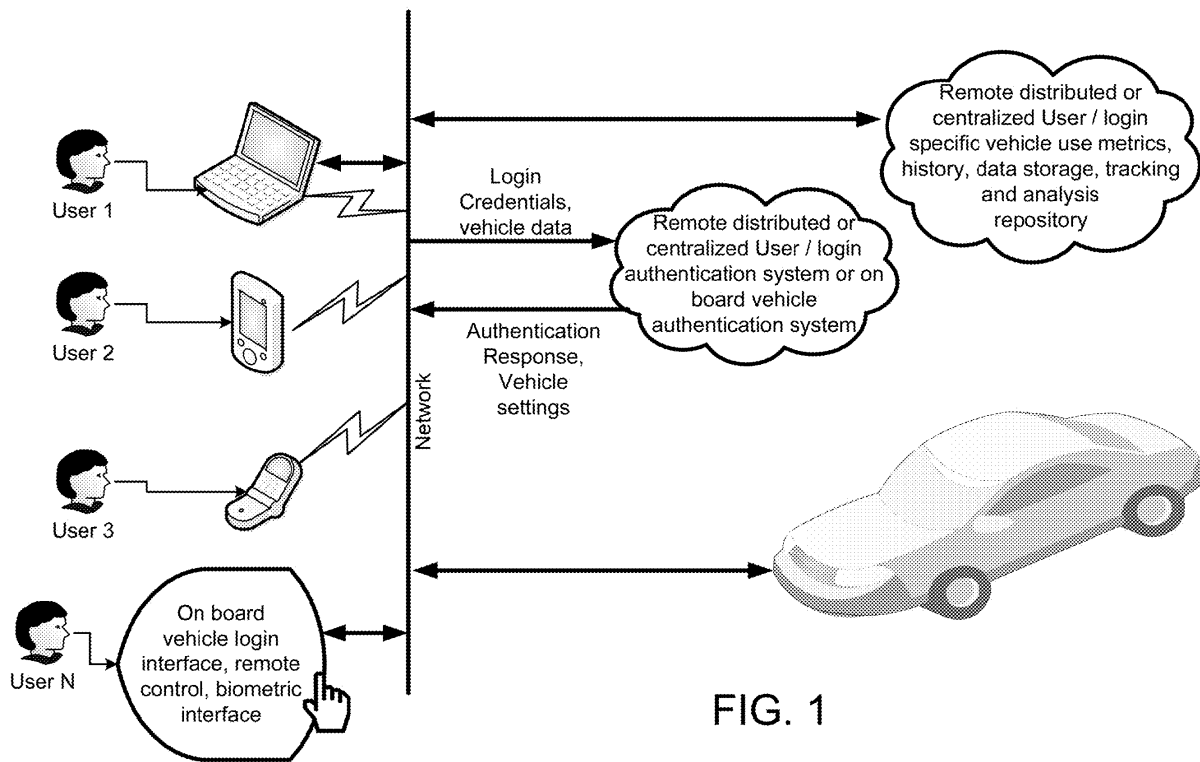 Remote distributed or
centralized User / login
specific vehicle use metrics,
history, data storage, tracking
and analysis
repository
User 1
Login
Credentials,
vehicle data
Remote distributed or
centralized User / login
authentication system or on
board vehicle
authentication system
User 2
Authentication
Response,
Vehicle
settings
Network
User 3
On board
vehicle login
interface, remote
control, biometric
interface
User N
FIG. 1